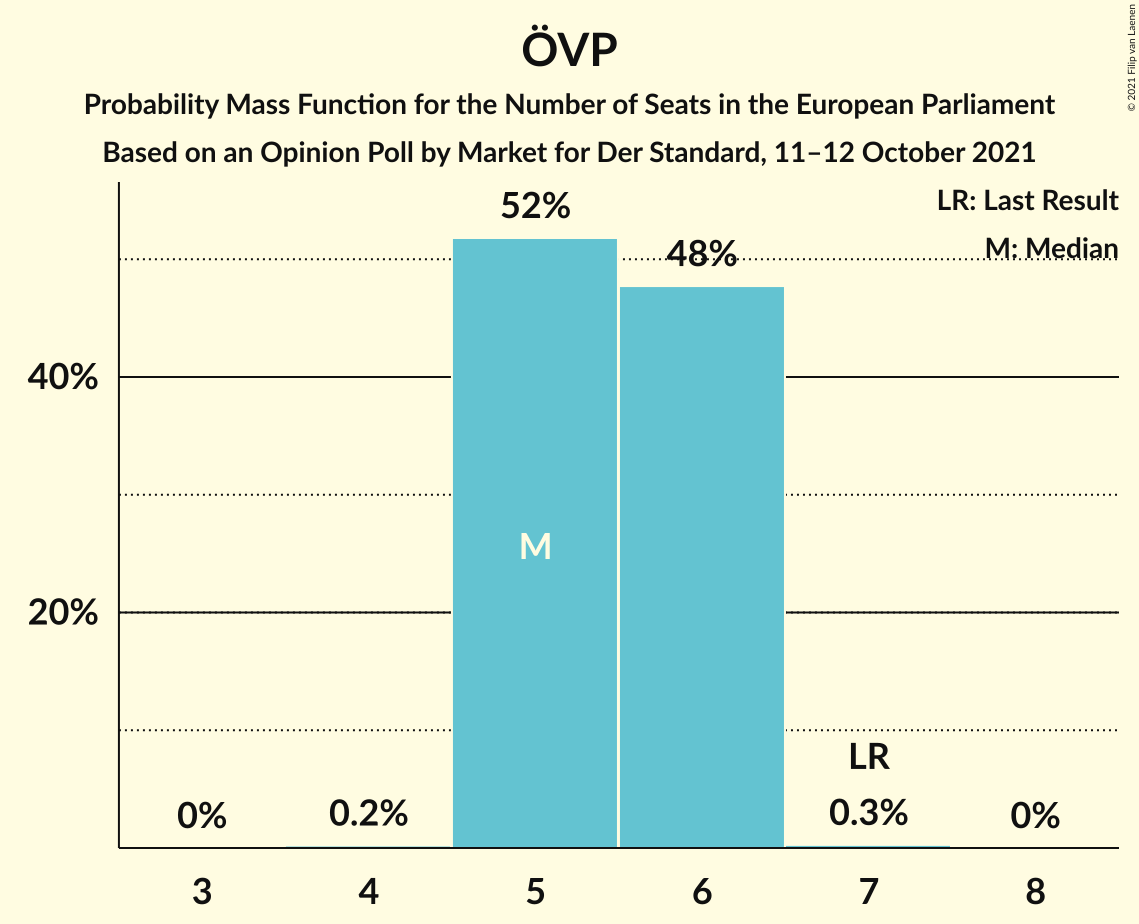 ÖVP
Probability Mass Function for the Number of Seats in the European Parliament
Based on an Opinion Poll by Market for Der Standard, 11–12 October 2021
© 2021 Filip van Laenen
LR: Last Result
M: Median
52%
48%
40%
20%
M
LR
0%
0.2%
0.3%
0%
3
4
5
6
7
8